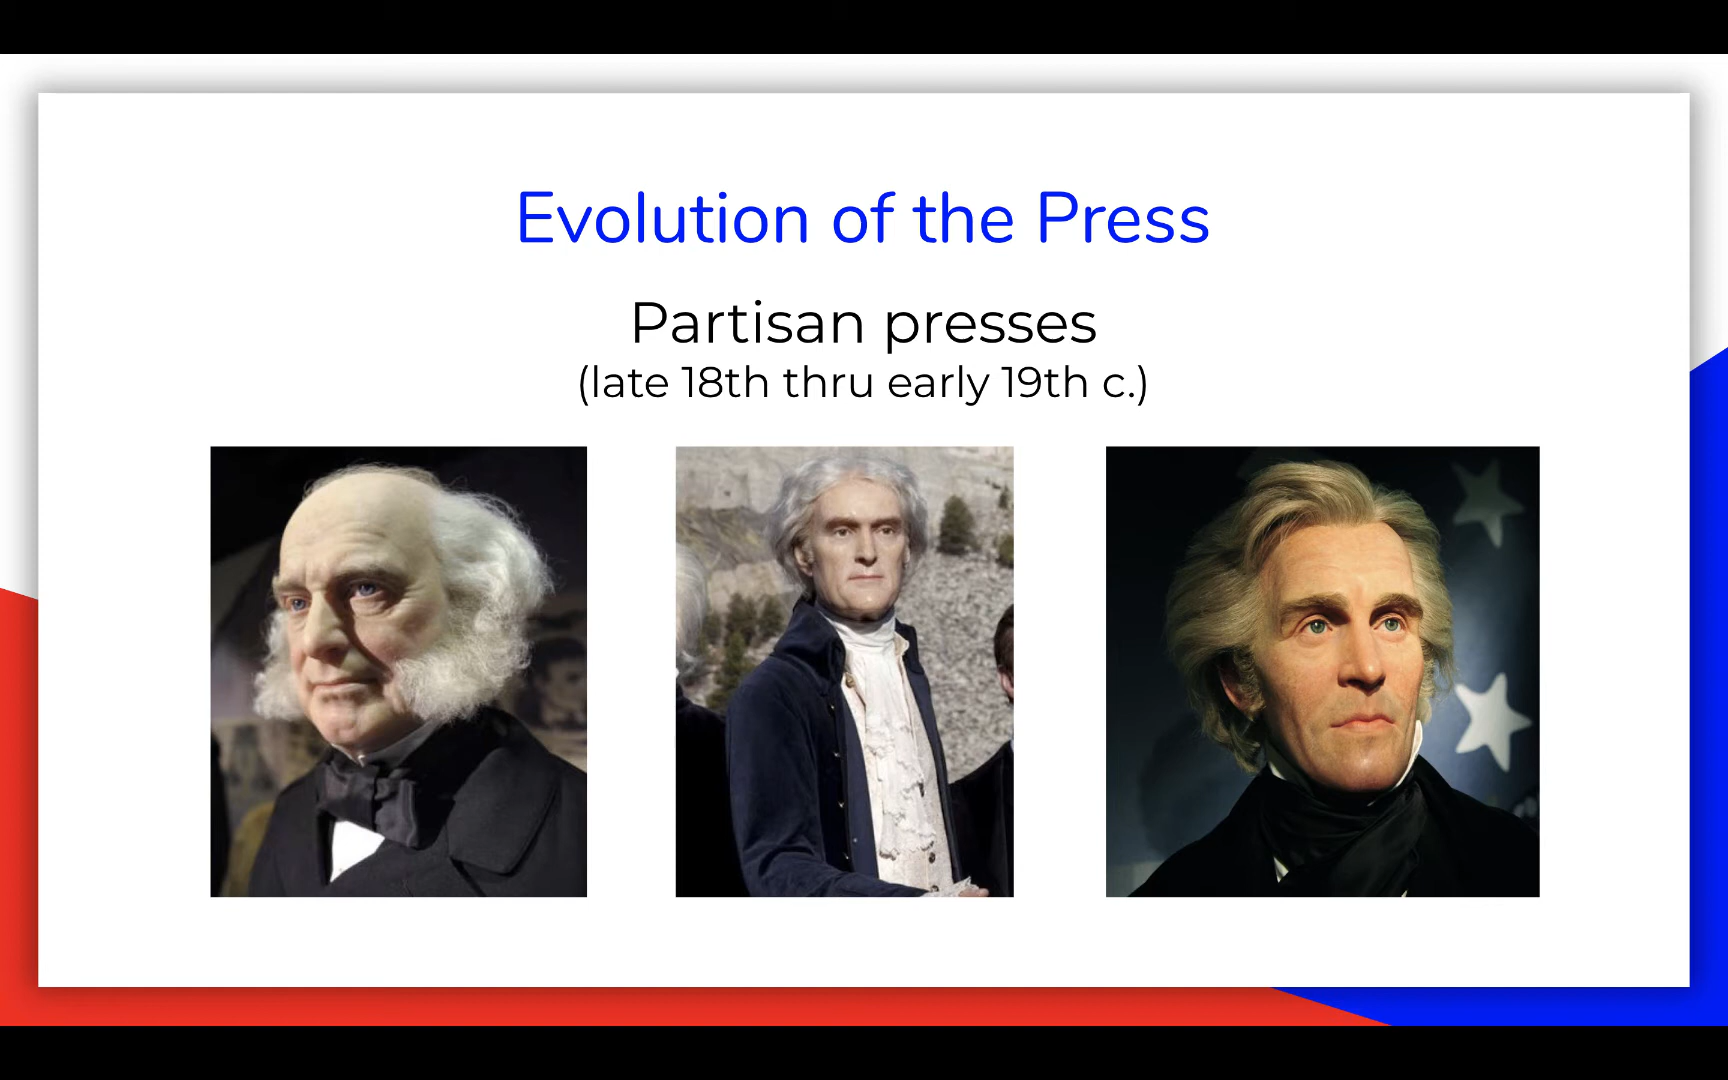 Evolution of the Press
Partisan presses
(late 18th thru early 19th c.)